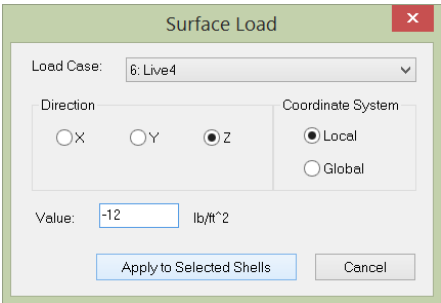 Surface Load
Load Case: 6: Live4
Direction
X Y Z
Coordinate System
Local
Global
Value: -12 lb/ft^2
Apply to Selected Shells Cancel